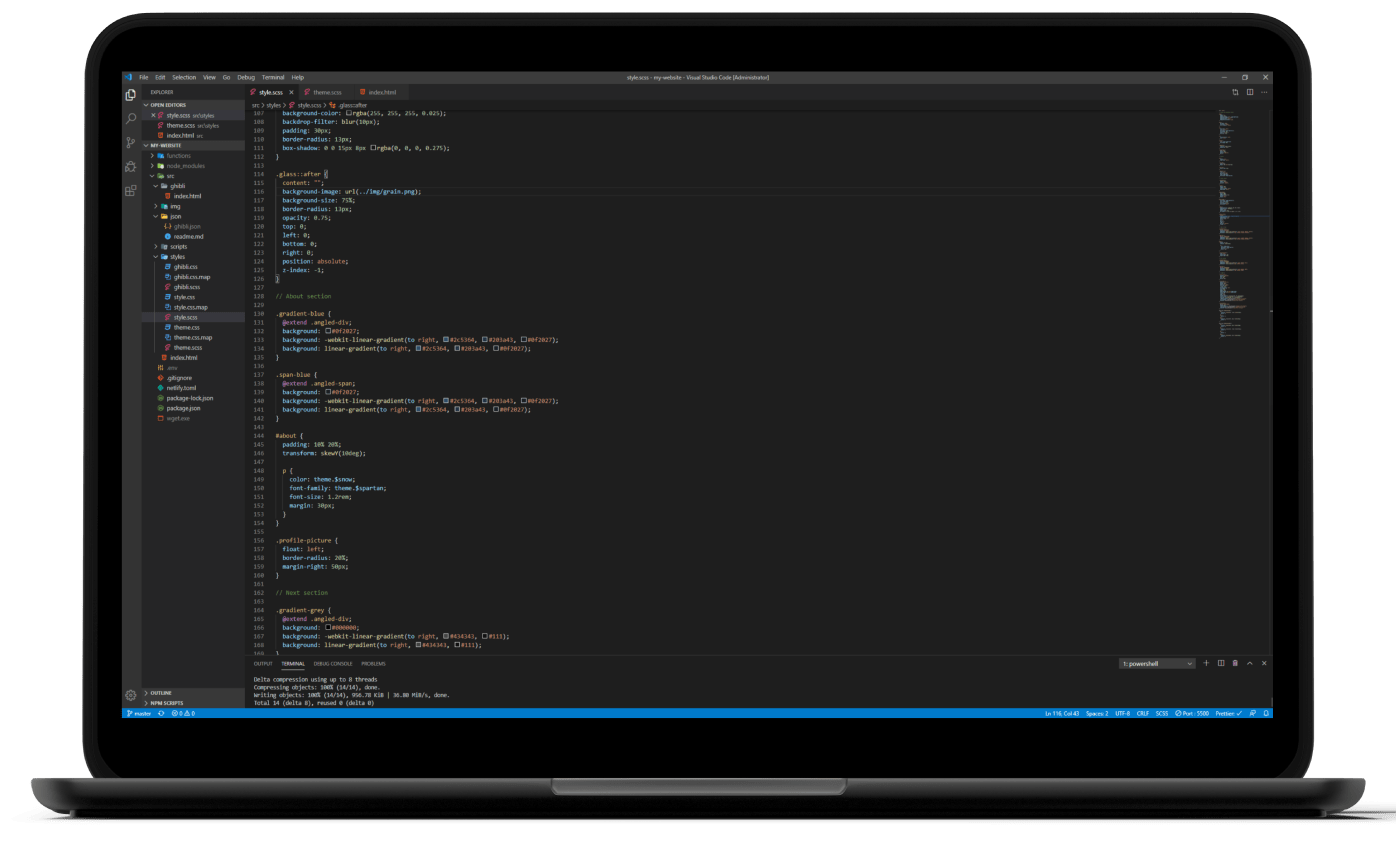 File Edit Selection View Go Debug Terminal Help
style.scss - my-website - Visual Studio Code [Administrator]
EXPLORER
OPEN EDITORS
style.scss src\styles
theme.scss src\styles
index.html src
MY-WEBSITE
functions
node_modules
src
ghibli
index.html
img
json
ghibli.json
readme.md
scripts
styles
ghibli.css
ghibli.css.map
ghibli.scss
style.css
style.css.map
style.scss
theme.css
theme.css.map
theme.scss
index.html
.env
.gitignore
netlify.toml
package-lock.json
package.json
wget.exe
OUTLINE
NPM SCRIPTS
style.scss theme.scss index.html
src > styles > style.scss > .glass::after
107 background-color: rgba(255, 255, 255, 0.025);
108 backdrop-filter: blur(10px);
109 padding: 30px;
110 border-radius: 13px;
111 box-shadow: 0 0 15px 8px rgba(0, 0, 0, 0.275);
112 }
113
114 .glass::after {
115 content: "";
116 background-image: url(../img/grain.png);
117 background-size: 75%;
118 border-radius: 13px;
119 opacity: 0.75;
120 top: 0;
121 left: 0;
122 bottom: 0;
123 right: 0;
124 position: absolute;
125 z-index: -1;
126 }
127
128 // About section
129
130 .gradient-blue {
131 @extend .angled-div;
132 background: #0f2027;
133 background: -webkit-linear-gradient(to right, #2c5364, #203a43, #0f2027);
134 background: linear-gradient(to right, #2c5364, #203a43, #0f2027);
135 }
136
137 .span-blue {
138 @extend .angled-span;
139 background: #0f2027;
140 background: -webkit-linear-gradient(to right, #2c5364, #203a43, #0f2027);
141 background: linear-gradient(to right, #2c5364, #203a43, #0f2027);
142 }
143
144 #about {
145 padding: 10% 20%;
146 transform: skewY(10deg);
147
148 p {
149 color: theme.$snow;
150 font-family: theme.$spartan;
151 font-size: 1.2rem;
152 margin: 30px;
153 }
154 }
155
156 .profile-picture {
157 float: left;
158 border-radius: 20%;
159 margin-right: 50px;
160 }
161
162 // Next section
163
164 .gradient-grey {
165 @extend .angled-div;
166 background: #000000;
167 background: -webkit-linear-gradient(to right, #434343, #111);
168 background: linear-gradient(to right, #434343, #111);
169 }
OUTPUT TERMINAL DEBUG CONSOLE PROBLEMS
1: powershell
Delta compression using up to 8 threads
Compressing objects: 100% (14/14), done.
Writing objects: 100% (14/14), 956.78 KiB | 36.80 MiB/s, done.
Total 14 (delta 8), reused 0 (delta 0)
master 0 0
Ln 116, Col 43 Spaces: 2 UTF-8 CRLF SCSS Port : 5500 Prettier